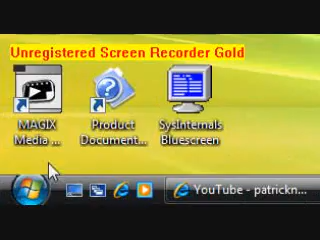 Unregistered Screen Recorder Gold
MAGIX
Media ...
Product
Document...
SysInternals
Bluescreen
YouTube - patrickn...